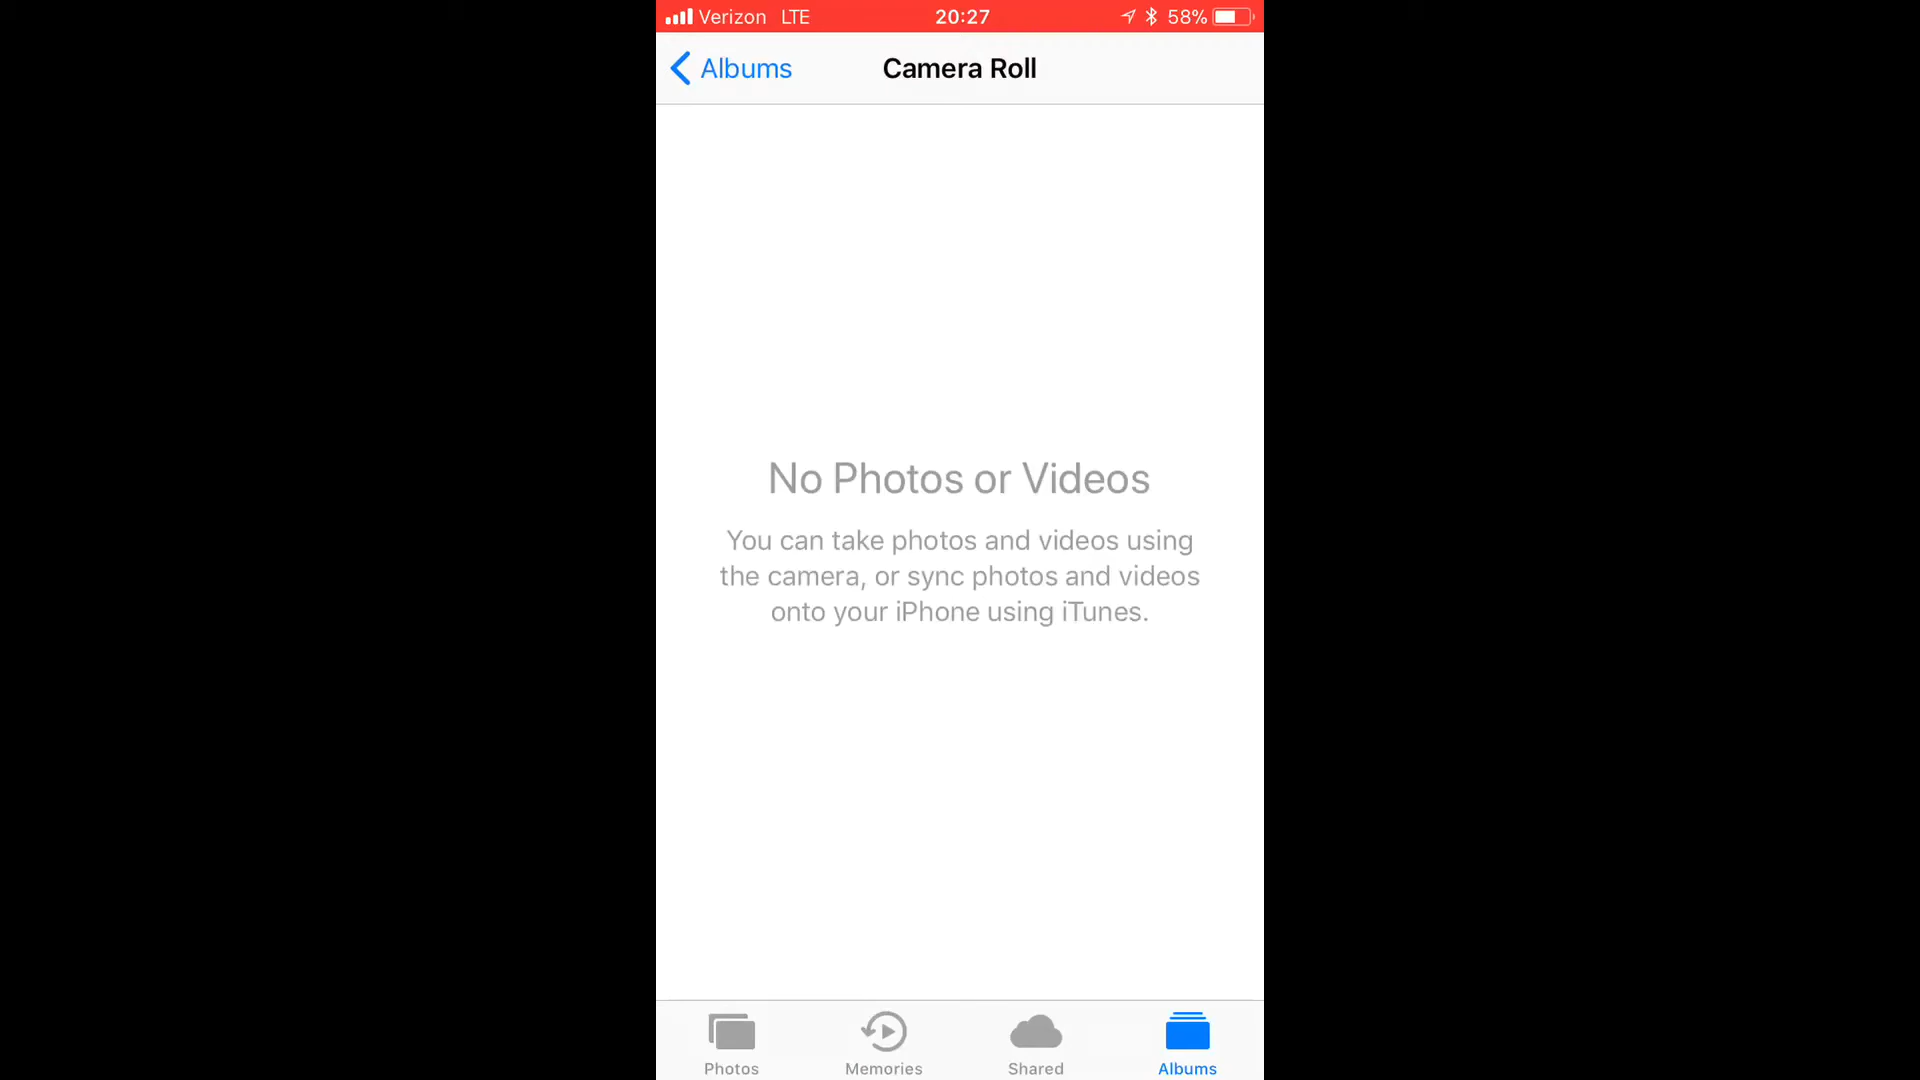 Verizon LTE 20:27 58%
Albums Camera Roll
No Photos or Videos
You can take photos and videos using
the camera, or sync photos and videos
onto your iPhone using iTunes.
Photos Memories Shared Albums